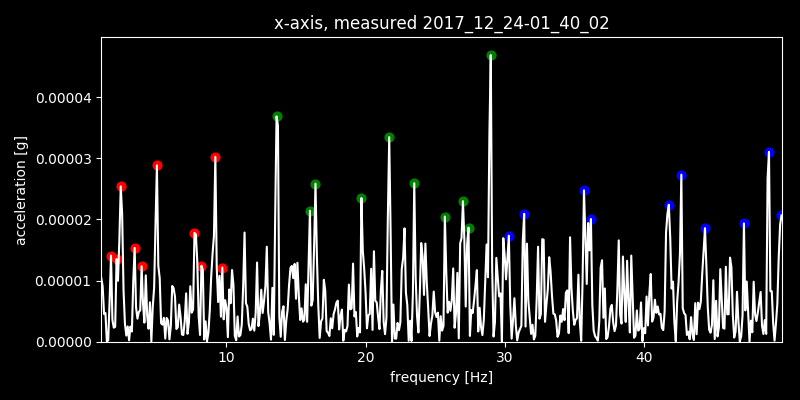 x-axis, measured 2017_12_24-01_40_02
acceleration [g]
0.00004
0.00003
0.00002
0.00001
0.00000
10 20 30 40
frequency [Hz]